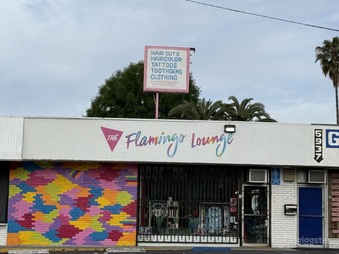 HAIR CUTS
HAIRCOLOR
TATTOOS
TOOTHGEMS
CLOTHING
THE Flamingo Lounge
5937
G